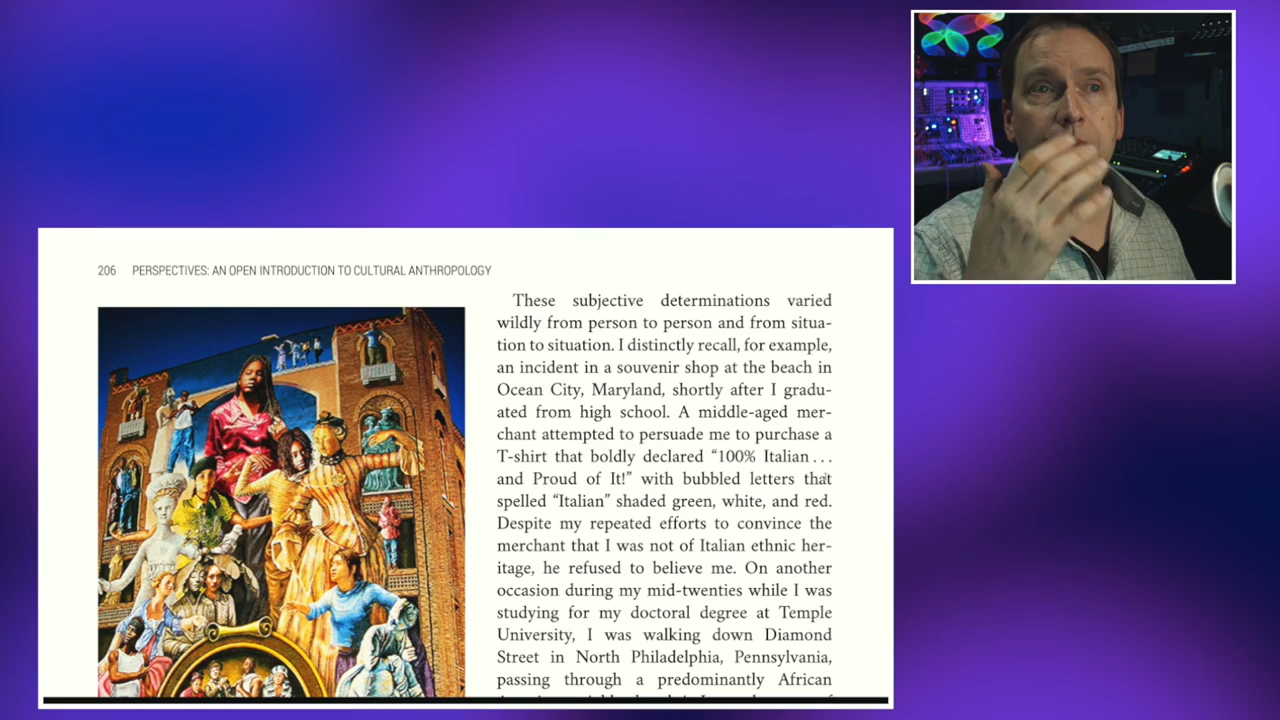 206 PERSPECTIVES: AN OPEN INTRODUCTION TO CULTURAL ANTHROPOLOGY
These subjective determinations varied
wildly from person to person and from situa-
tion to situation. I distinctly recall, for example,
an incident in a souvenir shop at the beach in
Ocean City, Maryland, shortly after I gradu-
ated from high school. A middle-aged mer-
chant attempted to persuade me to purchase a
T-shirt that boldly declared “100% Italian . . .
and Proud of It!” with bubbled letters that
spelled “Italian” shaded green, white, and red.
Despite my repeated efforts to convince the
merchant that I was not of Italian ethnic her-
itage, he refused to believe me. On another
occasion during my mid-twenties while I was
studying for my doctoral degree at Temple
University, I was walking down Diamond
Street in North Philadelphia, Pennsylvania,
passing through a predominantly African